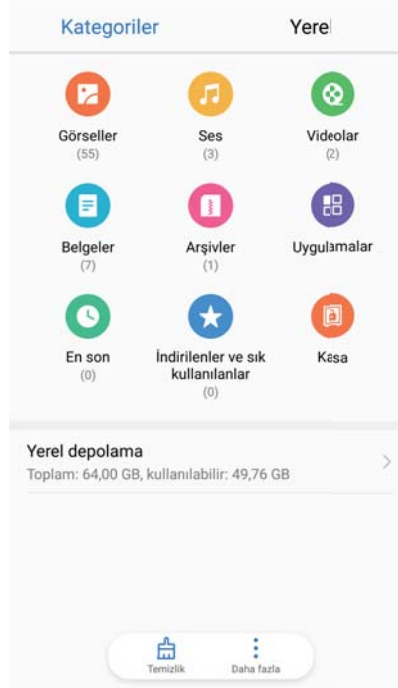 Kategoriler Yerel
Görseller Ses Videolar
(55) (3) (2)
Belgeler Arşivler Uygulamalar
(7) (1)
En son İndirilenler ve sık Kasa
(0) kullanılanlar
(0)
Yerel depolama
Toplam: 64,00 GB, kullanılabilir: 49,76 GB
Temizlik Daha fazla